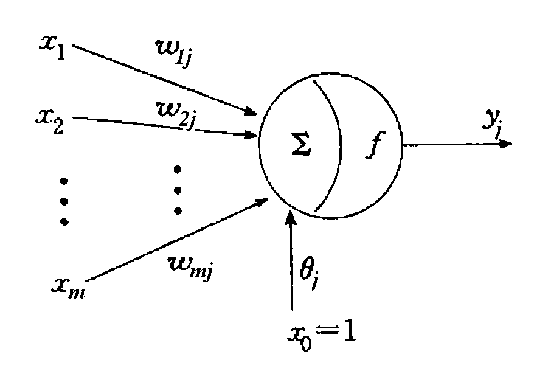 x₁
w₁ⱼ
x₂
w₂ⱼ
Σ
f
yⱼ
xₘ
wₘⱼ
θⱼ
x₀=1